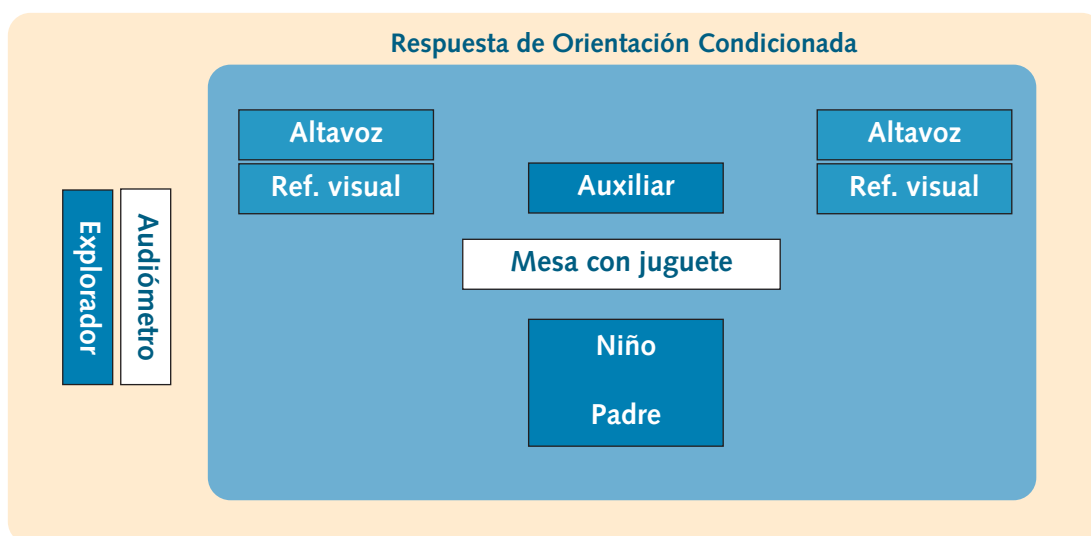 Respuesta de Orientación Condicionada
Altavoz
Ref. visual
Altavoz
Ref. visual
Auxiliar
Mesa con juguete
Niño
Padre
Explorador
Audiómetro